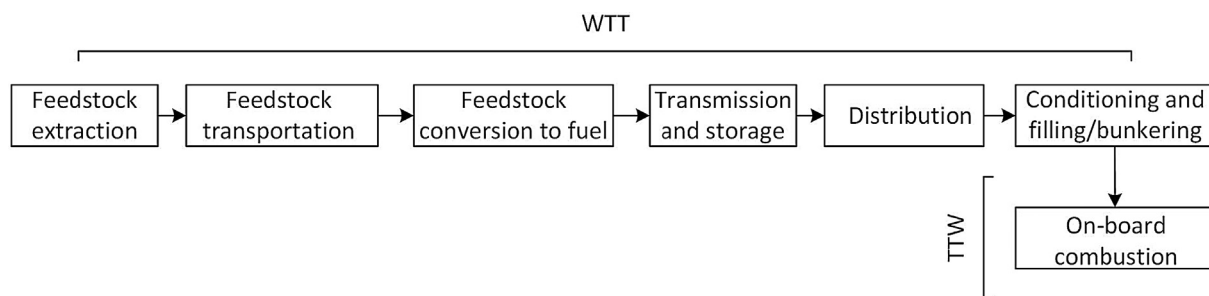 WTT
Feedstock
extraction
Feedstock
transportation
Feedstock
conversion to fuel
Transmission
and storage
Distribution
Conditioning and
filling/bunkering
TTW
On-board
combustion